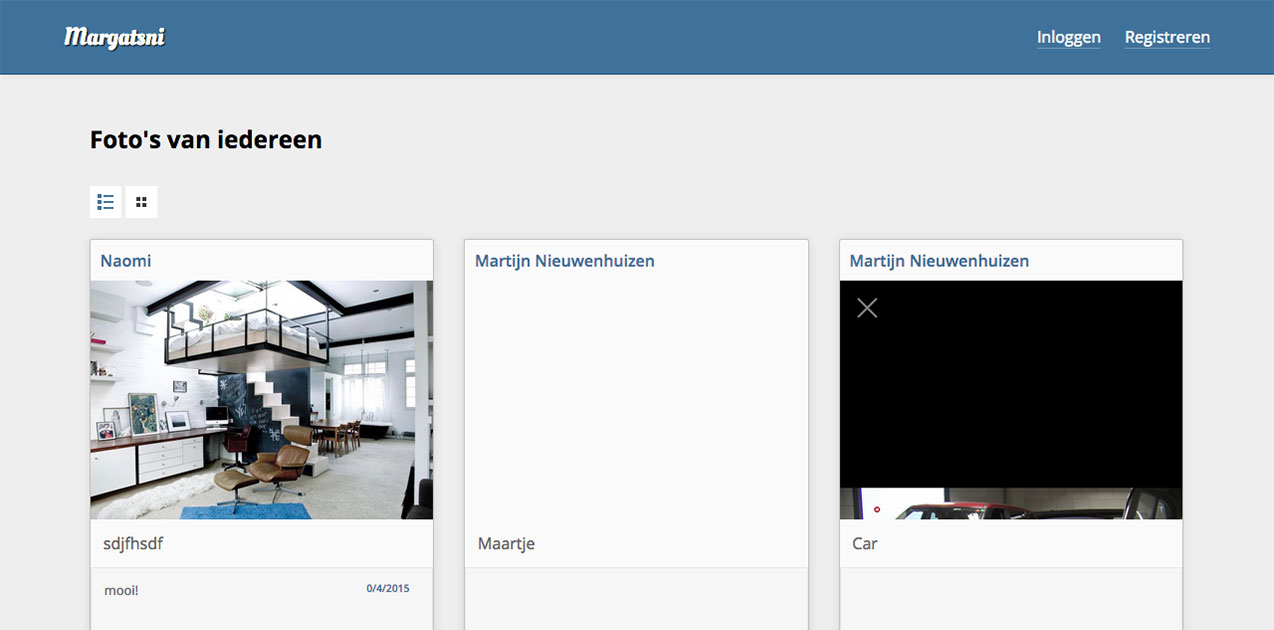 Margatsni
Inloggen Registreren
Foto's van iedereen
Naomi
Martijn Nieuwenhuizen
Martijn Nieuwenhuizen
sdjfhsdf
Maartje
Car
mooi! 0/4/2015